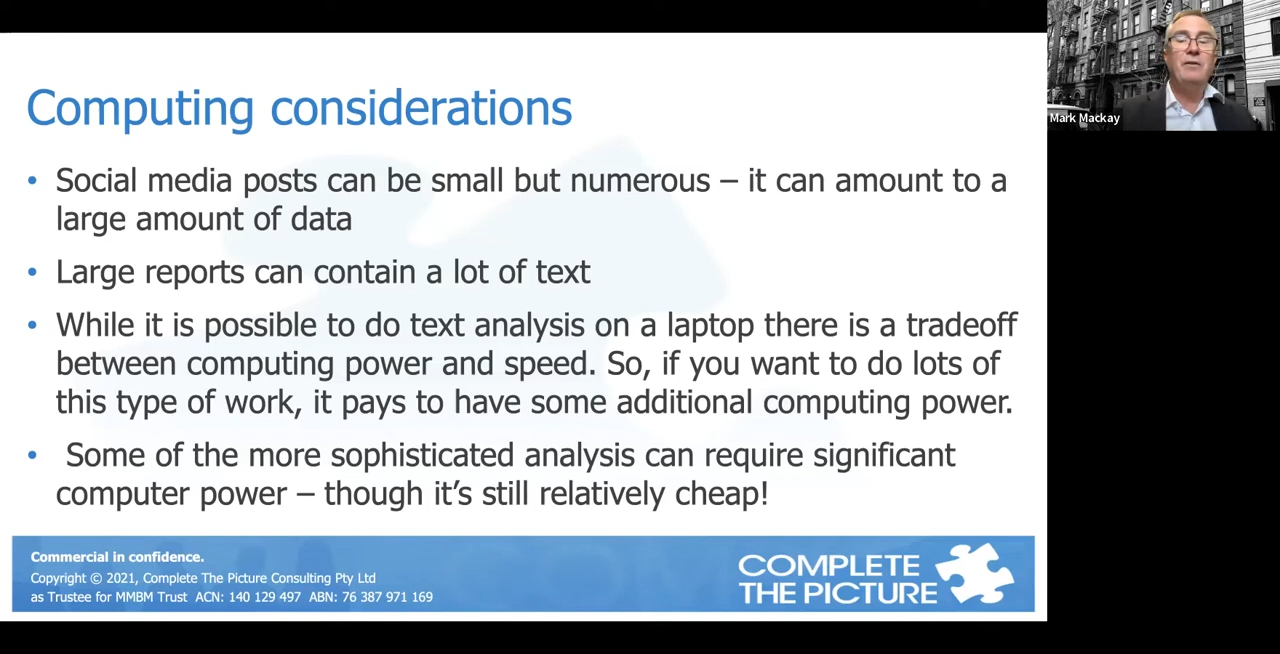 Computing considerations
• Social media posts can be small but numerous – it can amount to a
large amount of data
• Large reports can contain a lot of text
• While it is possible to do text analysis on a laptop there is a tradeoff
between computing power and speed. So, if you want to do lots of
this type of work, it pays to have some additional computing power.
• Some of the more sophisticated analysis can require significant
computer power – though it's still relatively cheap!
Commercial in confidence.
Copyright © 2021, Complete The Picture Consulting Pty Ltd
as Trustee for MMBM Trust ACN: 140 129 497 ABN: 76 387 971 169
COMPLETE
THE PICTURE
Mark Mackay